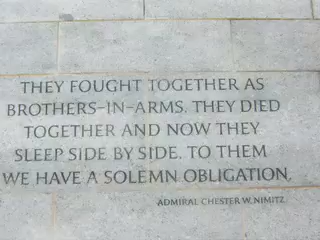 THEY FOUGHT TOGETHER AS
BROTHERS-IN-ARMS. THEY DIED
TOGETHER AND NOW THEY
SLEEP SIDE BY SIDE. TO THEM
WE HAVE A SOLEMN OBLIGATION.
ADMIRAL CHESTER W. NIMITZ